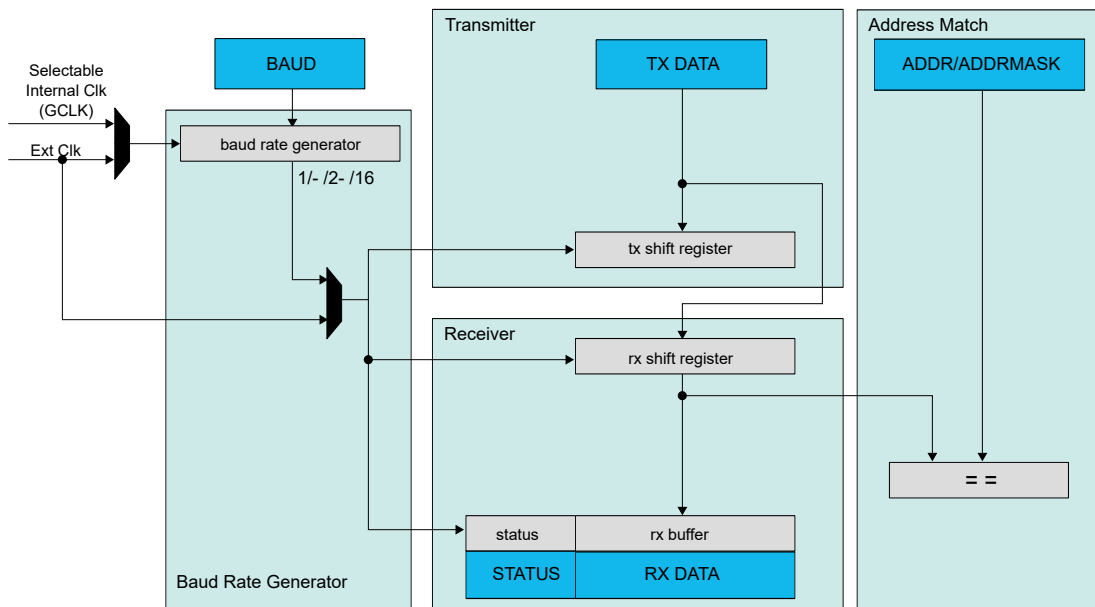 Transmitter
Address Match
BAUD
TX DATA
ADDR/ADDRMASK
Selectable
Internal Clk
(GCLK)
baud rate generator
Ext Clk
1/- /2- /16
tx shift register
Receiver
rx shift register
= =
status
rx buffer
STATUS
RX DATA
Baud Rate Generator